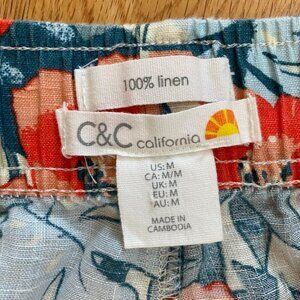 100% linen
C&C california
US: M
CA: M/M
UK: M
EU: M
AU: M
MADE IN
CAMBODIA